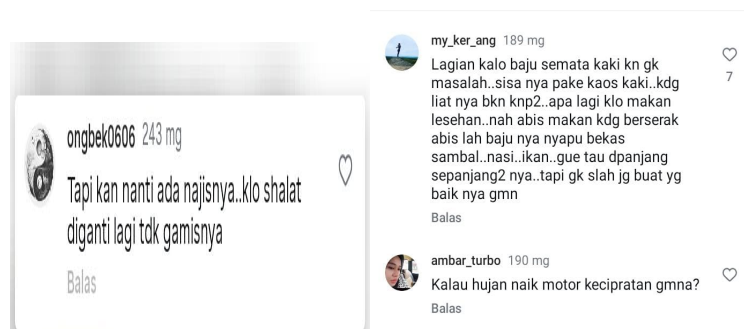 ongbek0606 243 mg
Tapi kan nanti ada najisnya..klo shalat
diganti lagi tdk gamisnya
Balas
my_ker_ang 189 mg
Lagian kalo baju semata kaki kn gk
masalah..sisa nya pake kaos kaki..kdg
liat nya bkn knp2..apa lagi klo makan
lesehan..nah abis makan kdg berserak
abis lah baju nya nyapu bekas
sambal..nasi..ikan..gue tau dpanjang
sepanjang2 nya..tapi gk slah jg buat yg
baik nya gmn
7
Balas
ambar_turbo 190 mg
Kalau hujan naik motor kecipratan gmna?
Balas